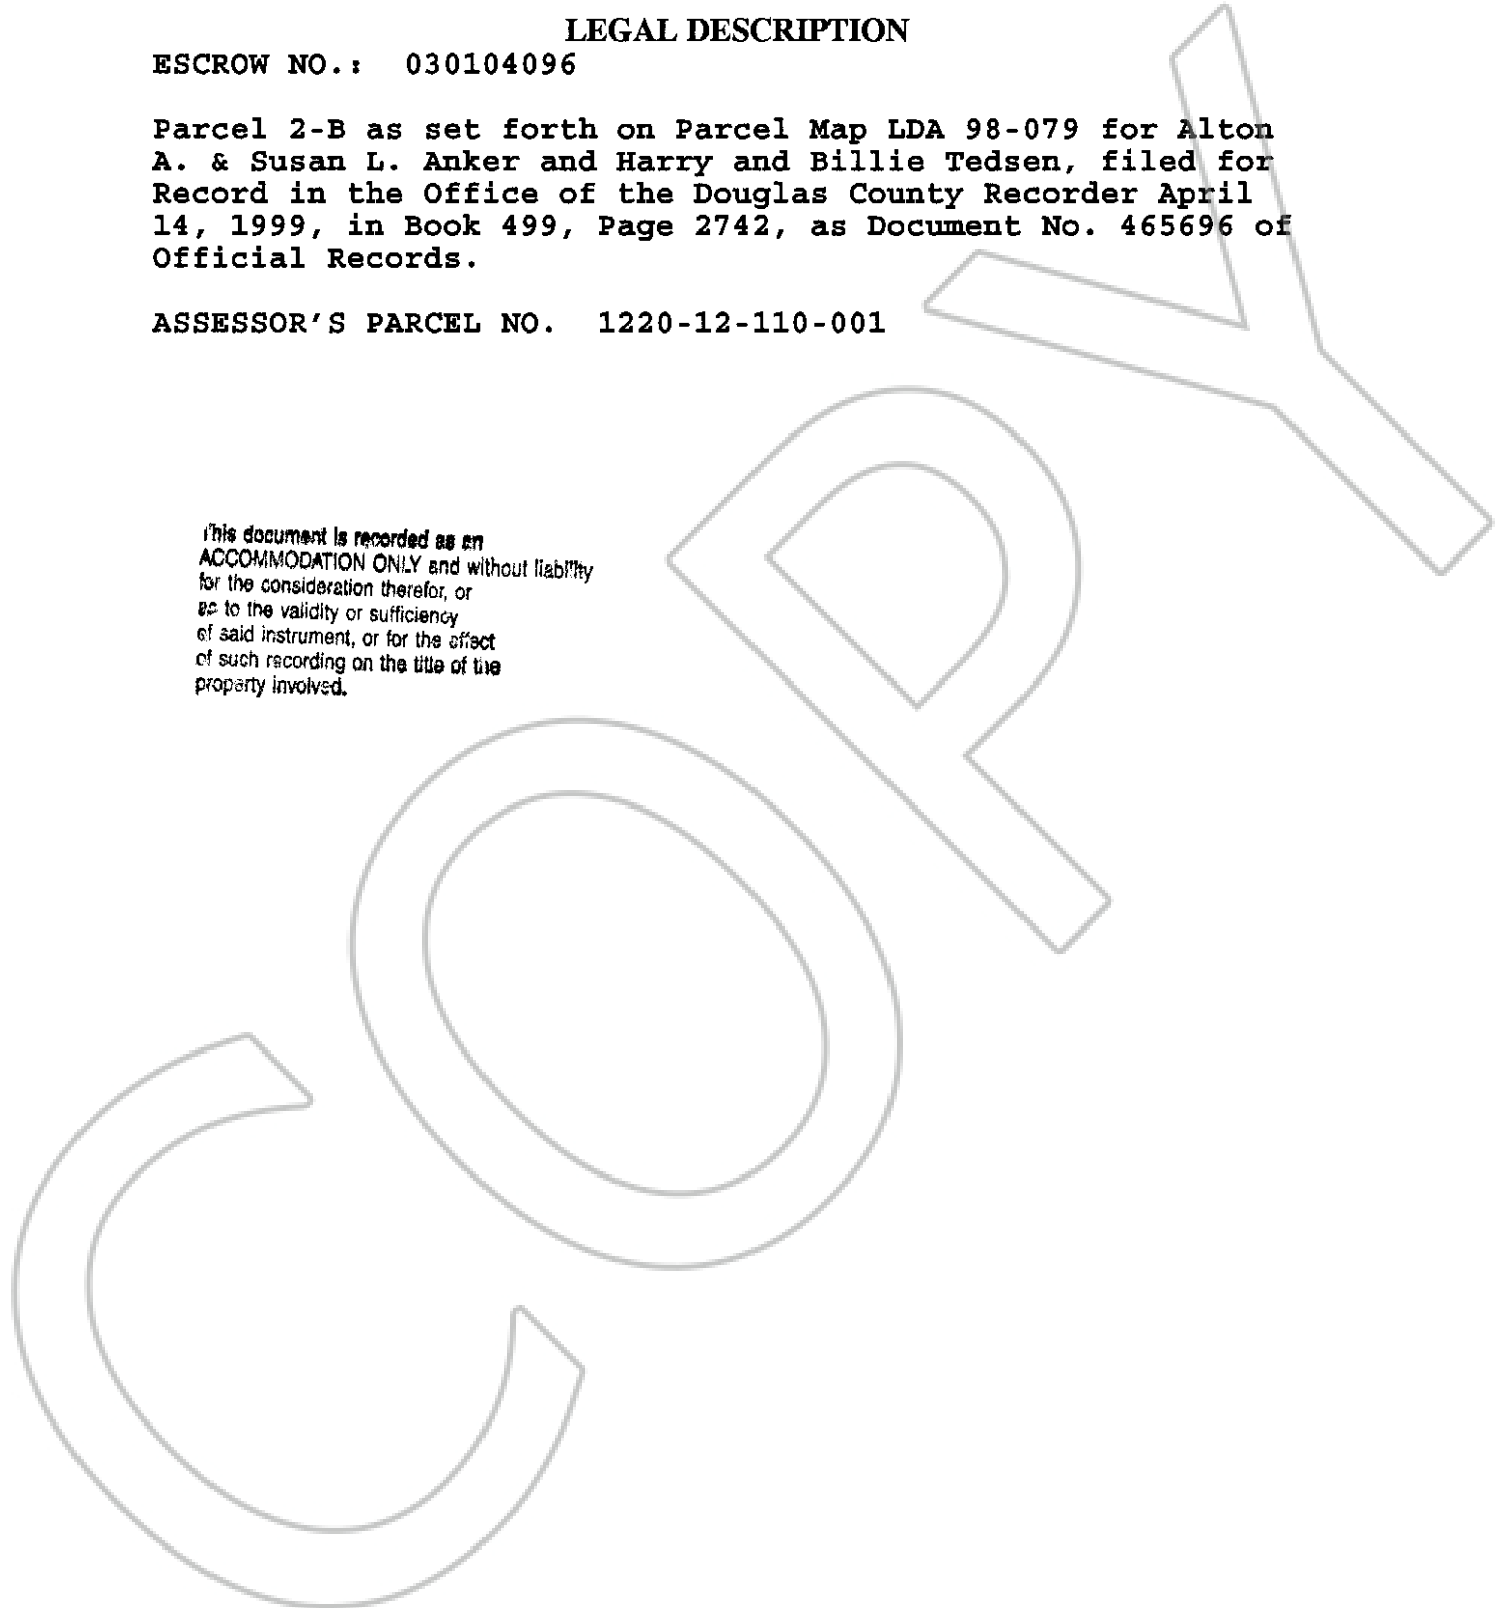 LEGAL DESCRIPTION
ESCROW NO.: 030104096
Parcel 2-B as set forth on Parcel Map LDA 98-079 for Alton
A. & Susan L. Anker and Harry and Billie Tedsen, filed for
Record in the Office of the Douglas County Recorder April
14, 1999, in Book 499, Page 2742, as Document No. 465696 of
Official Records.
ASSESSOR'S PARCEL NO. 1220-12-110-001
This document is recorded as an
ACCOMMODATION ONLY and without liability
for the consideration therefor, or
as to the validity or sufficiency
of said instrument, or for the effect
of such recording on the title of the
property involved.
COPY